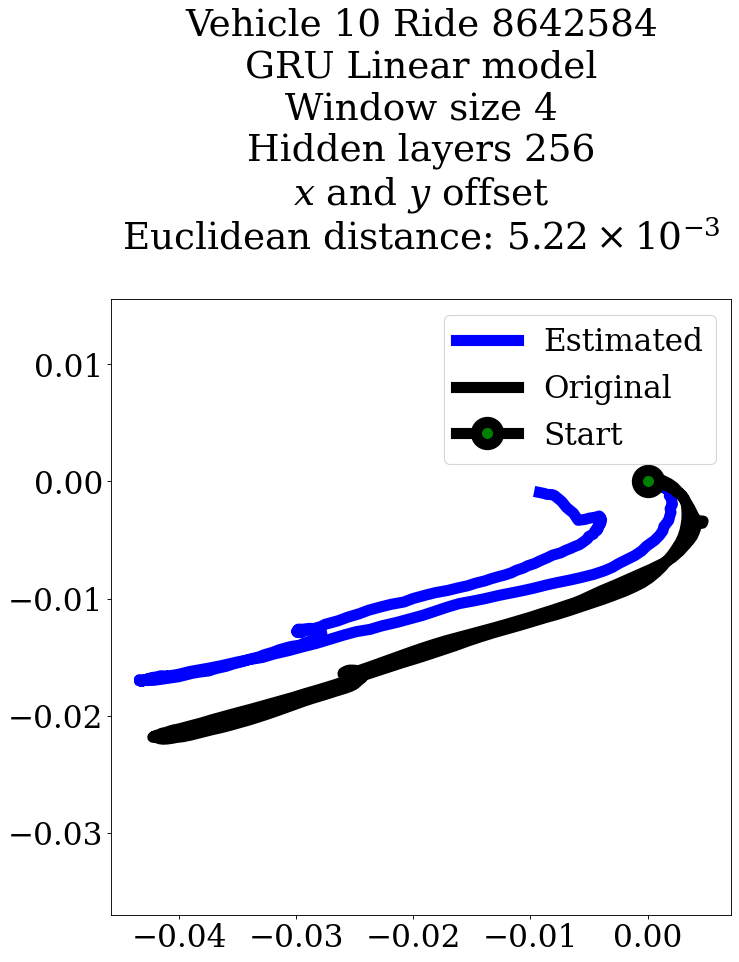 Vehicle 10 Ride 8642584
GRU Linear model
Window size 4
Hidden layers 256
x and y offset
Euclidean distance: 5.22 × 10⁻³
Estimated
Original
Start
0.01
0.00
−0.01
−0.02
−0.03
−0.04 −0.03 −0.02 −0.01 0.00